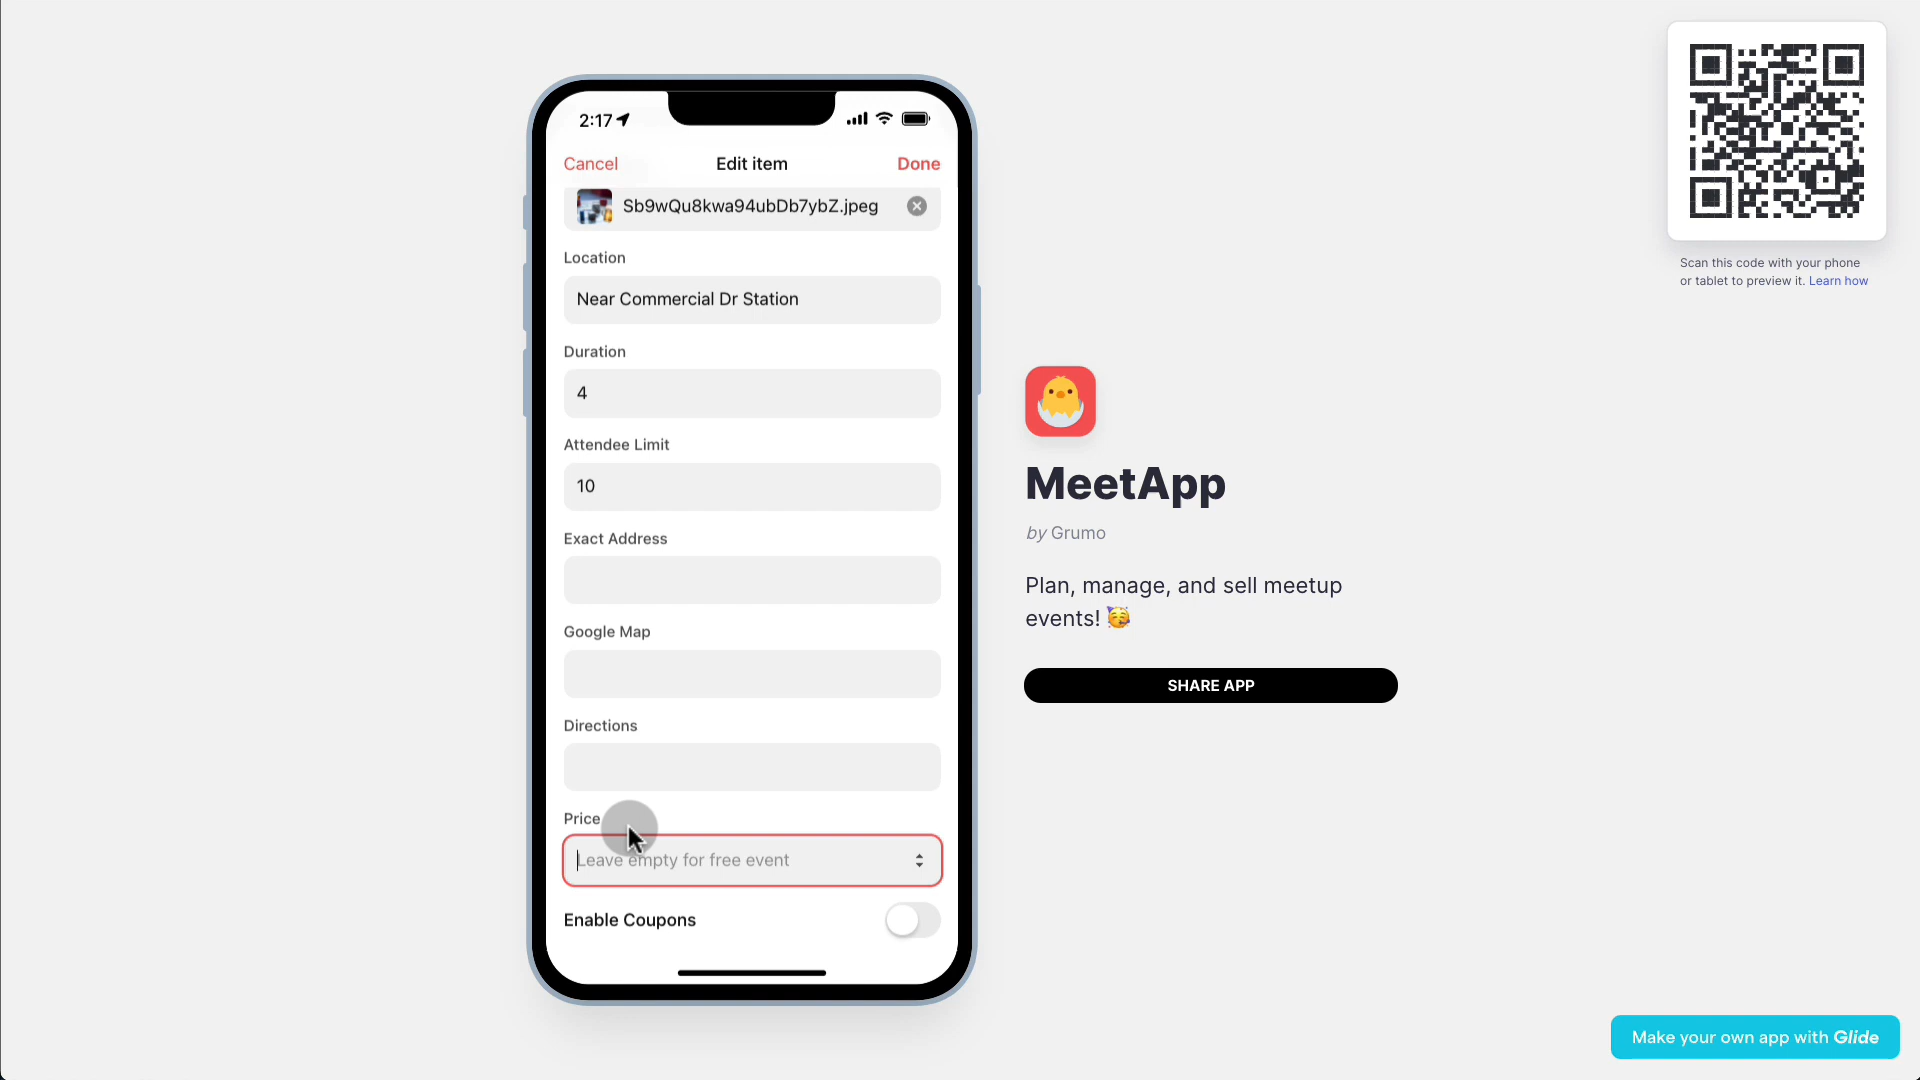 2:17
Cancel
Edit item
Done
Sb9wQu8kwa94ubDb7ybZ.jpeg
Location
Near Commercial Dr Station
Duration
4
Attendee Limit
10
Exact Address
Google Map
Directions
Price
Leave empty for free event
Enable Coupons
MeetApp
by Grumo
Plan, manage, and sell meetup
events! 🥳
SHARE APP
Scan this code with your phone
or tablet to preview it. Learn how
Make your own app with Glide